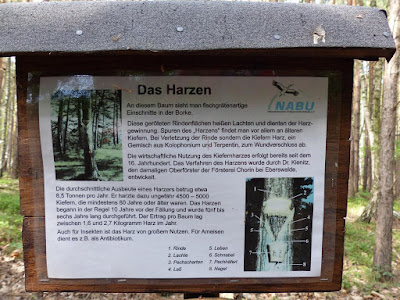 Das Harzen
NABU
An diesem Baum sieht man fischgrätenartige
Einschnitte in der Borke.
Diese geröteten Rindenflächen heißen Lachten und dienten der Harz-
gewinnung. Spuren des „Harzens" findet man vor allem an älteren
Kiefern. Bei Verletzung der Rinde sondern die Kiefern Harz, ein
Gemisch aus Kolophonium und Terpentin, zum Wundverschluss ab.
Die wirtschaftliche Nutzung des Kiefernharzes erfolgt bereits seit dem
16. Jahrhundert. Das Verfahren des Harzens wurde durch Dr. Kienitz,
den damaligen Oberförster der Försterei Chorin bei Eberswalde,
entwickelt.
Die durchschnittliche Ausbeute eines Harzers betrug etwa
8,5 Tonnen pro Jahr. Er harzte dazu ungefähr 4500 – 5000
Kiefern, die mindestens 80 Jahre oder älter waren. Das Harzen
begann in der Regel 10 Jahre vor der Fällung und wurde fünf bis
sechs Jahre lang durchgeführt. Der Ertrag pro Baum lag
zwischen 1,6 und 2,7 Kilogramm Harz im Jahr.
Auch für Insekten ist das Harz von großem Nutzen. Für Ameisen
dient es z.B. als Antibiotikum.
1. Rinde 5. Leben
2. Lachte 6. Schnabel
3. Pechscharten 7. Pechhäferl
4. Laß 8. Nagel